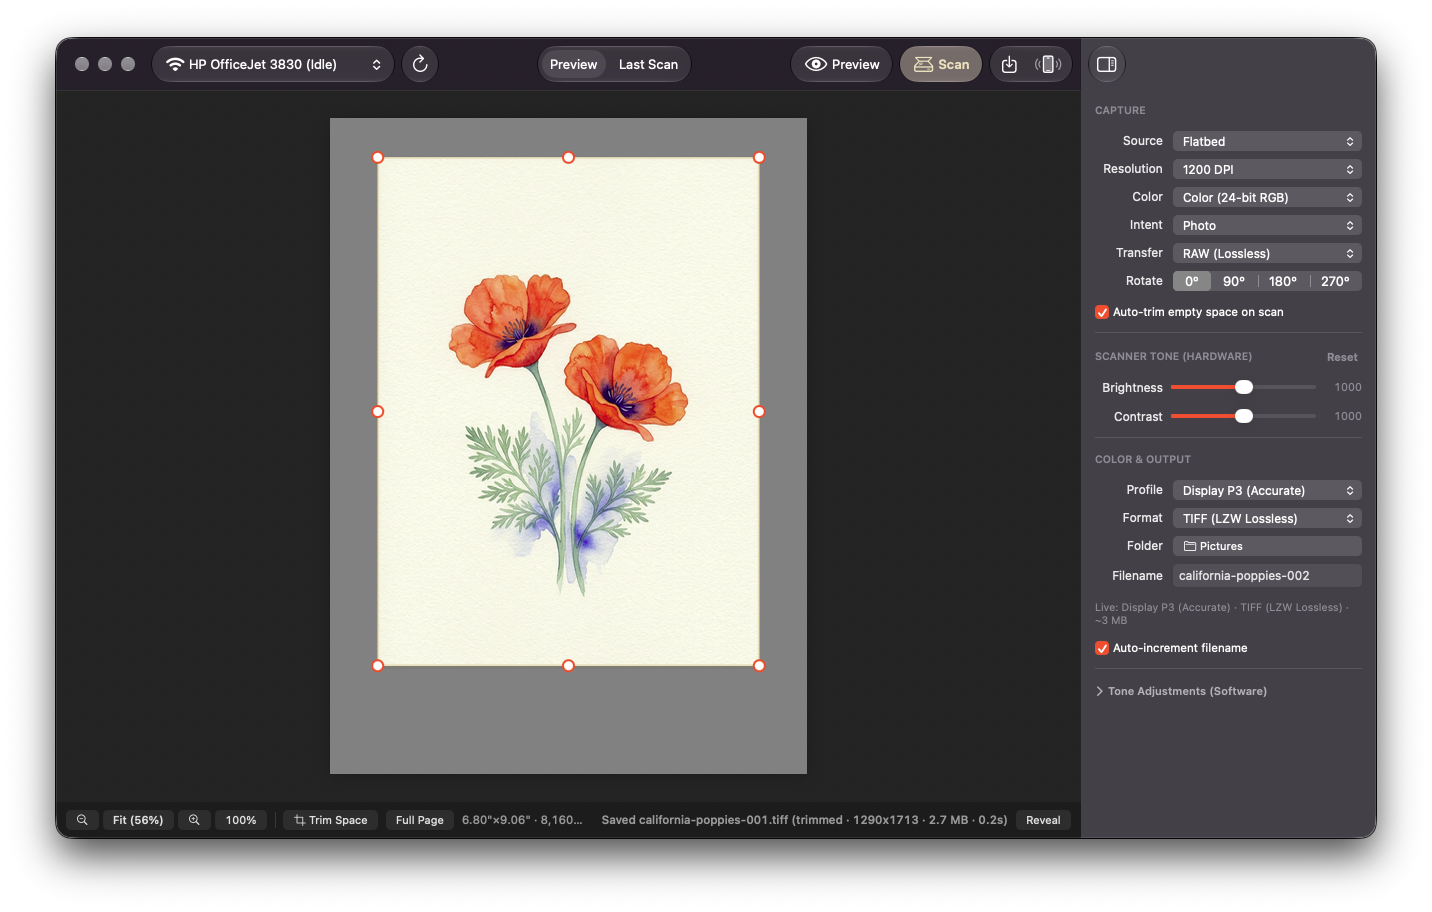 HP OfficeJet 3830 (Idle)
Preview
Last Scan
Preview
Scan
CAPTURE
Source
Flatbed
Resolution
1200 DPI
Color
Color (24-bit RGB)
Intent
Photo
Transfer
RAW (Lossless)
Rotate
0°
90°
180°
270°
Auto-trim empty space on scan
SCANNER TONE (HARDWARE)
Reset
Brightness
1000
Contrast
1000
COLOR & OUTPUT
Profile
Display P3 (Accurate)
Format
TIFF (LZW Lossless)
Folder
Pictures
Filename
california-poppies-002
Live: Display P3 (Accurate) · TIFF (LZW Lossless) ·
~3 MB
Auto-increment filename
Tone Adjustments (Software)
Fit (56%)
100%
Trim Space
Full Page
6.80"×9.06" · 8,160...
Saved california-poppies-001.tiff (trimmed · 1290x1713 · 2.7 MB · 0.2s)
Reveal